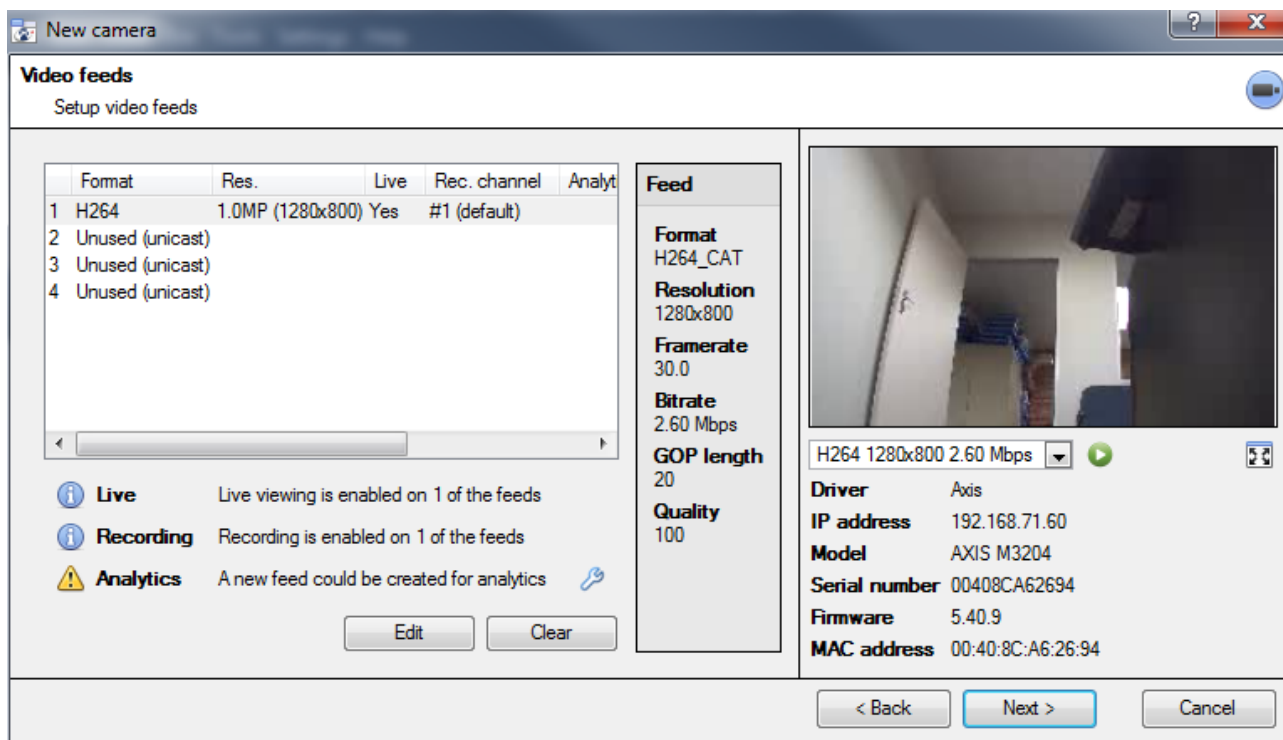 New camera
Video feeds
Setup video feeds
Format Res. Live Rec. channel Analyti
1 H264 1.0MP (1280x800) Yes #1 (default)
2 Unused (unicast)
3 Unused (unicast)
4 Unused (unicast)
Live Live viewing is enabled on 1 of the feeds
Recording Recording is enabled on 1 of the feeds
Analytics A new feed could be created for analytics
Edit Clear
Feed
Format
H264_CAT
Resolution
1280x800
Framerate
30.0
Bitrate
2.60 Mbps
GOP length
20
Quality
100
H264 1280x800 2.60 Mbps
Driver Axis
IP address 192.168.71.60
Model AXIS M3204
Serial number 00408CA62694
Firmware 5.40.9
MAC address 00:40:8C:A6:26:94
< Back Next > Cancel